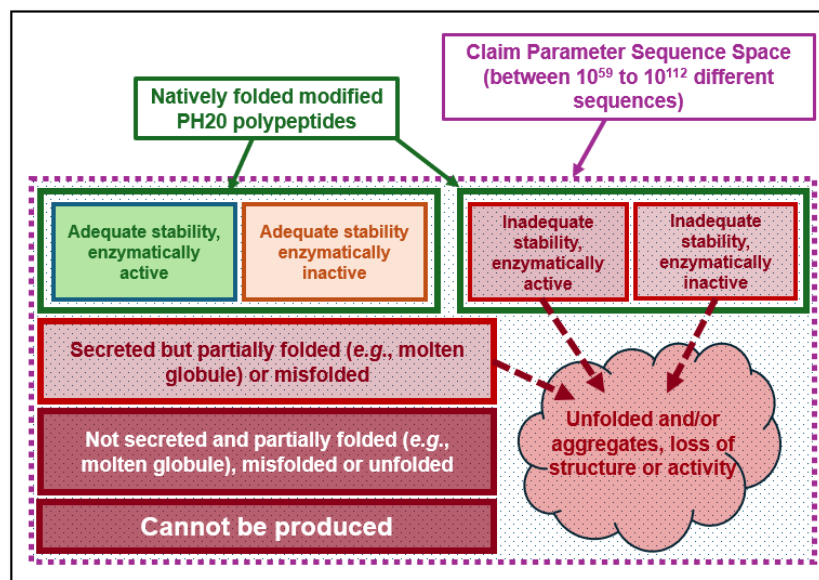 Claim Parameter Sequence Space
(between 10⁵⁹ to 10¹¹² different
sequences)
Natively folded modified
PH20 polypeptides
Adequate stability,
enzymatically
active
Adequate stability
enzymatically
inactive
Inadequate
stability,
enzymatically
active
Inadequate
stability,
enzymatically
inactive
Secreted but partially folded (e.g., molten
globule) or misfolded
Not secreted and partially folded (e.g.,
molten globule), misfolded or unfolded
Cannot be produced
Unfolded and/or
aggregates, loss of
structure or activity